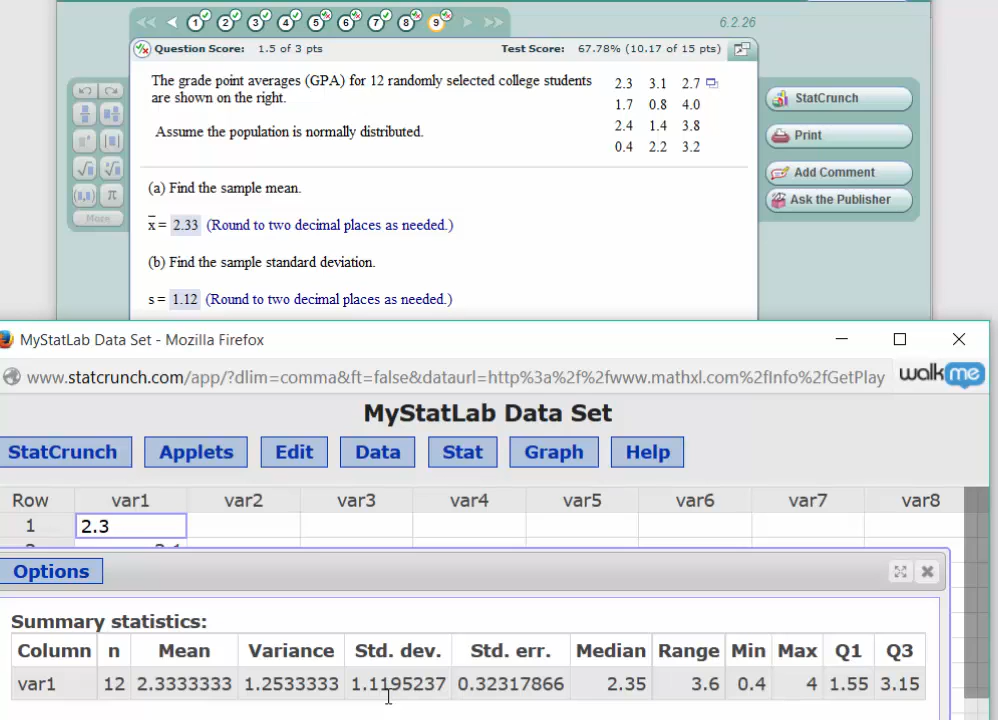 1 2 3 4 5 6 7 8 9
6.2.26
Question Score: 1.5 of 3 pts
Test Score: 67.78% (10.17 of 15 pts)
The grade point averages (GPA) for 12 randomly selected college students
are shown on the right.
Assume the population is normally distributed.
2.3 3.1 2.7
1.7 0.8 4.0
2.4 1.4 3.8
0.4 2.2 3.2
(a) Find the sample mean.
x̄ = 2.33 (Round to two decimal places as needed.)
(b) Find the sample standard deviation.
s = 1.12 (Round to two decimal places as needed.)
More
StatCrunch
Print
Add Comment
Ask the Publisher
MyStatLab Data Set - Mozilla Firefox
www.statcrunch.com/app/?dlim=comma&ft=false&dataurl=http%3a%2f%2fwww.mathxl.com%2fInfo%2fGetPlay
walkme
MyStatLab Data Set
StatCrunch Applets Edit Data Stat Graph Help
Row var1 var2 var3 var4 var5 var6 var7 var8
1 2.3
Options
Summary statistics:
Column n Mean Variance Std. dev. Std. err. Median Range Min Max Q1 Q3
var1 12 2.3333333 1.2533333 1.1195237 0.32317866 2.35 3.6 0.4 4 1.55 3.15